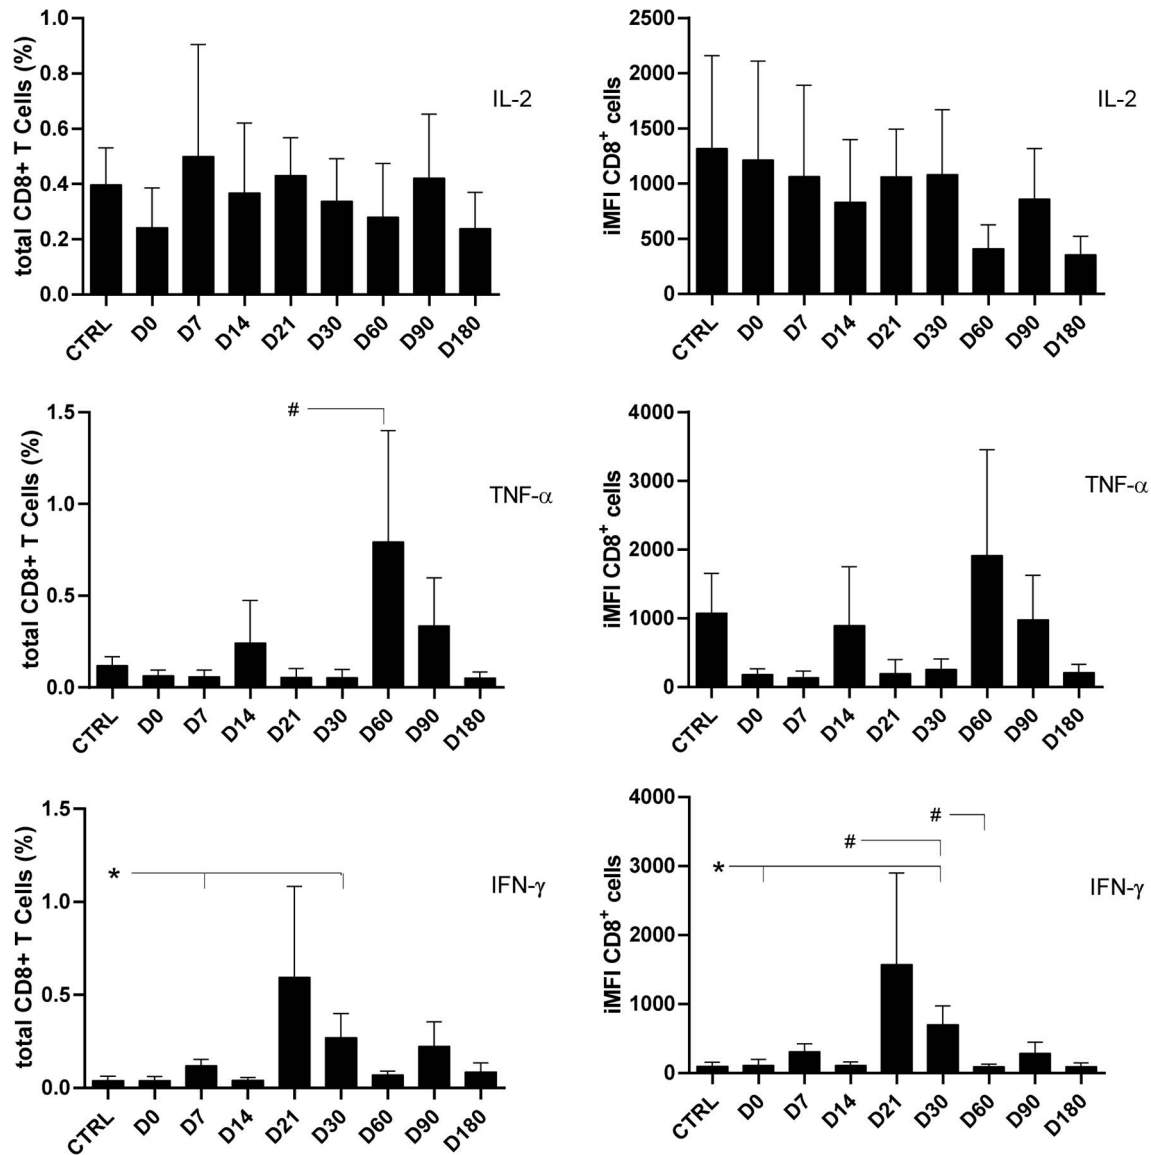 total CD8+ T Cells (%)
1.0
0.8
0.6
0.4
0.2
0.0
IL-2
CTRL D0 D7 D14 D21 D30 D60 D90 D180
iMFI CD8⁺ cells
2500
2000
1500
1000
500
0
IL-2
CTRL D0 D7 D14 D21 D30 D60 D90 D180
total CD8+ T Cells (%)
1.5
1.0
0.5
0.0
#
TNF-α
CTRL D0 D7 D14 D21 D30 D60 D90 D180
iMFI CD8⁺ cells
4000
3000
2000
1000
0
TNF-α
CTRL D0 D7 D14 D21 D30 D60 D90 D180
total CD8+ T Cells (%)
1.5
1.0
0.5
0.0
*
IFN-γ
CTRL D0 D7 D14 D21 D30 D60 D90 D180
iMFI CD8⁺ cells
4000
3000
2000
1000
0
#
#
*
IFN-γ
CTRL D0 D7 D14 D21 D30 D60 D90 D180